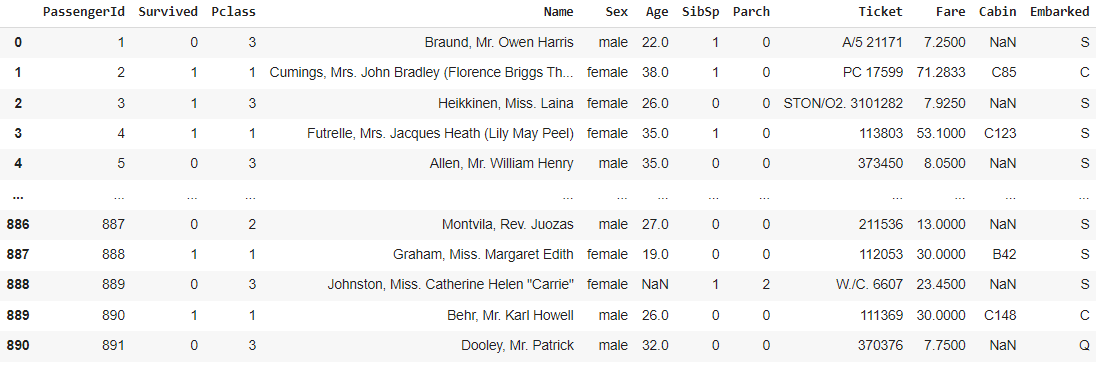 PassengerId Survived Pclass Name Sex Age SibSp Parch Ticket Fare Cabin Embarked
0 1 0 3 Braund, Mr. Owen Harris male 22.0 1 0 A/5 21171 7.2500 NaN S
1 2 1 1 Cumings, Mrs. John Bradley (Florence Briggs Th... female 38.0 1 0 PC 17599 71.2833 C85 C
2 3 1 3 Heikkinen, Miss. Laina female 26.0 0 0 STON/O2. 3101282 7.9250 NaN S
3 4 1 1 Futrelle, Mrs. Jacques Heath (Lily May Peel) female 35.0 1 0 113803 53.1000 C123 S
4 5 0 3 Allen, Mr. William Henry male 35.0 0 0 373450 8.0500 NaN S
... ... ... ... ... ... ... ... ... ... ... ... ...
886 887 0 2 Montvila, Rev. Juozas male 27.0 0 0 211536 13.0000 NaN S
887 888 1 1 Graham, Miss. Margaret Edith female 19.0 0 0 112053 30.0000 B42 S
888 889 0 3 Johnston, Miss. Catherine Helen "Carrie" female NaN 1 2 W./C. 6607 23.4500 NaN S
889 890 1 1 Behr, Mr. Karl Howell male 26.0 0 0 111369 30.0000 C148 C
890 891 0 3 Dooley, Mr. Patrick male 32.0 0 0 370376 7.7500 NaN Q